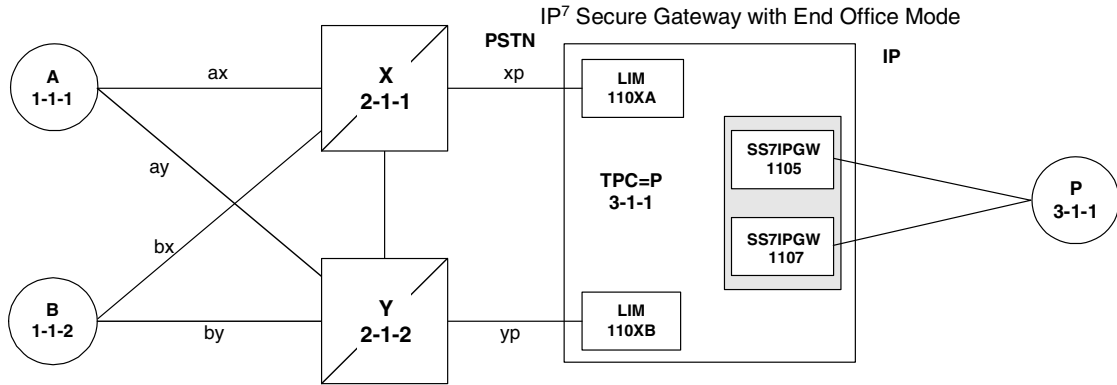 IP7 Secure Gateway with End Office Mode
PSTN
IP
A
1-1-1
ax
X
2-1-1
xp
LIM
110XA
ay
SS7IPGW
1105
TPC=P
3-1-1
P
3-1-1
bx
SS7IPGW
1107
B
1-1-2
by
Y
2-1-2
yp
LIM
110XB